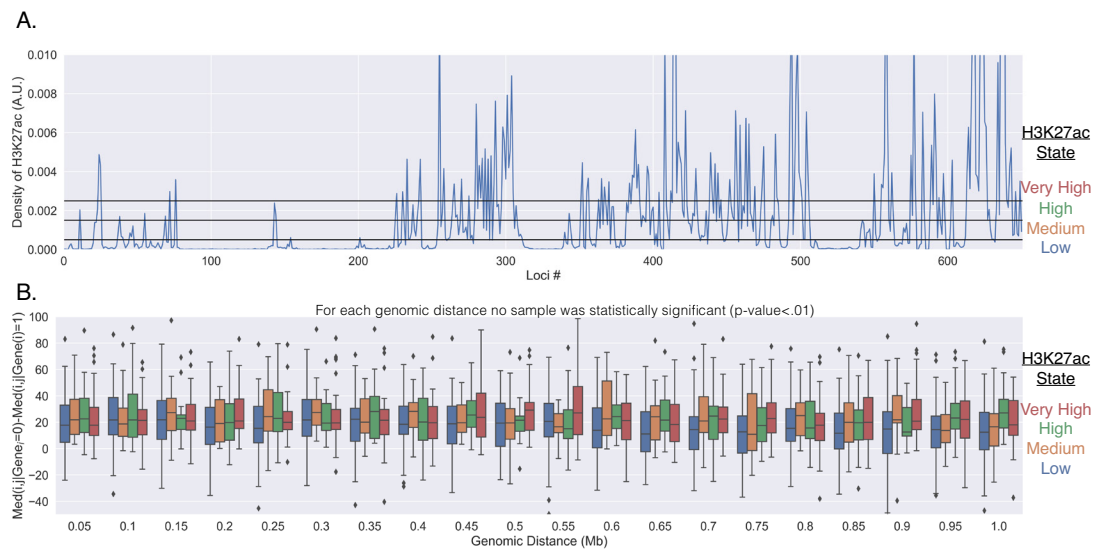 A.
Density of H3K27ac (A.U.)
0.010
0.008
0.006
0.004
0.002
0.000
0 100 200 300 400 500 600
Loci #
H3K27ac
State
Very High
High
Medium
Low
B.
For each genomic distance no sample was statistically significant (p-value<.01)
Med(i,j|Gene(i)=0)-Med(i,j|Gene(i)=1)
100
80
60
40
20
0
−20
−40
0.05 0.1 0.15 0.2 0.25 0.3 0.35 0.4 0.45 0.5 0.55 0.6 0.65 0.7 0.75 0.8 0.85 0.9 0.95 1.0
Genomic Distance (Mb)
H3K27ac
State
Very High
High
Medium
Low